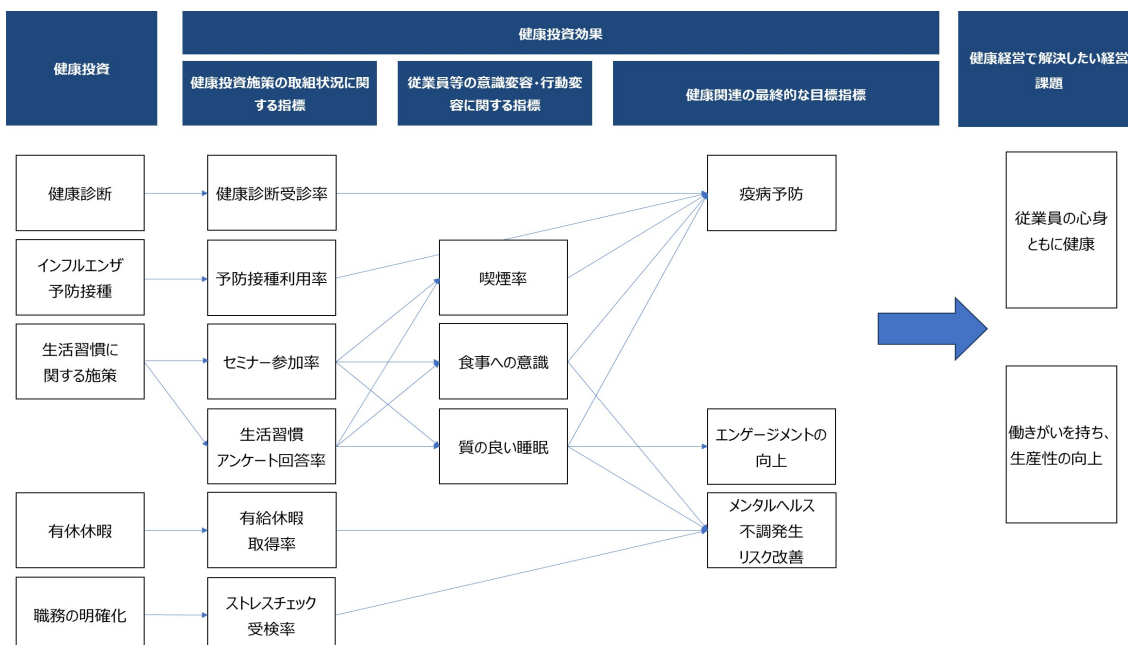 健康投資
健康投資効果
健康経営で解決したい経営
課題
健康投資施策の取組状況に関
する指標
従業員等の意識変容・行動変
容に関する指標
健康関連の最終的な目標指標
健康診断
健康診断受診率
疫病予防
従業員の心身
ともに健康
インフルエンザ
予防接種
予防接種利用率
喫煙率
生活習慣に
関する施策
セミナー参加率
食事への意識
生活習慣
アンケート回答率
質の良い睡眠
エンゲージメントの
向上
働きがいを持ち、
生産性の向上
有休休暇
有給休暇
取得率
メンタルヘルス
不調発生
リスク改善
職務の明確化
ストレスチェック
受検率